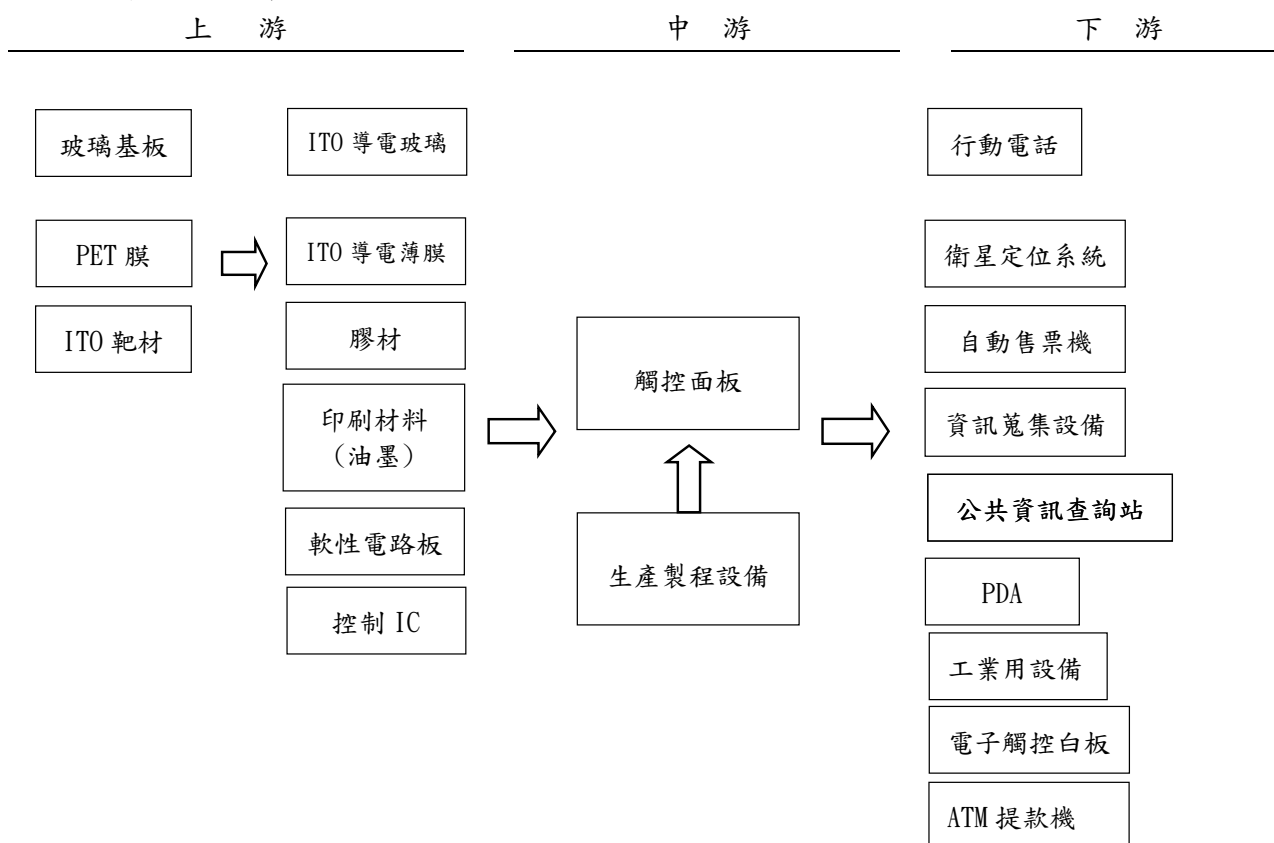 上 游
中 游
下 游
玻璃基板
PET 膜
ITO 靶材
ITO 導電玻璃
ITO 導電薄膜
膠材
印刷材料
(油墨)
軟性電路板
控制 IC
觸控面板
生產製程設備
行動電話
衛星定位系統
自動售票機
資訊蒐集設備
公共資訊查詢站
PDA
工業用設備
電子觸控白板
ATM 提款機